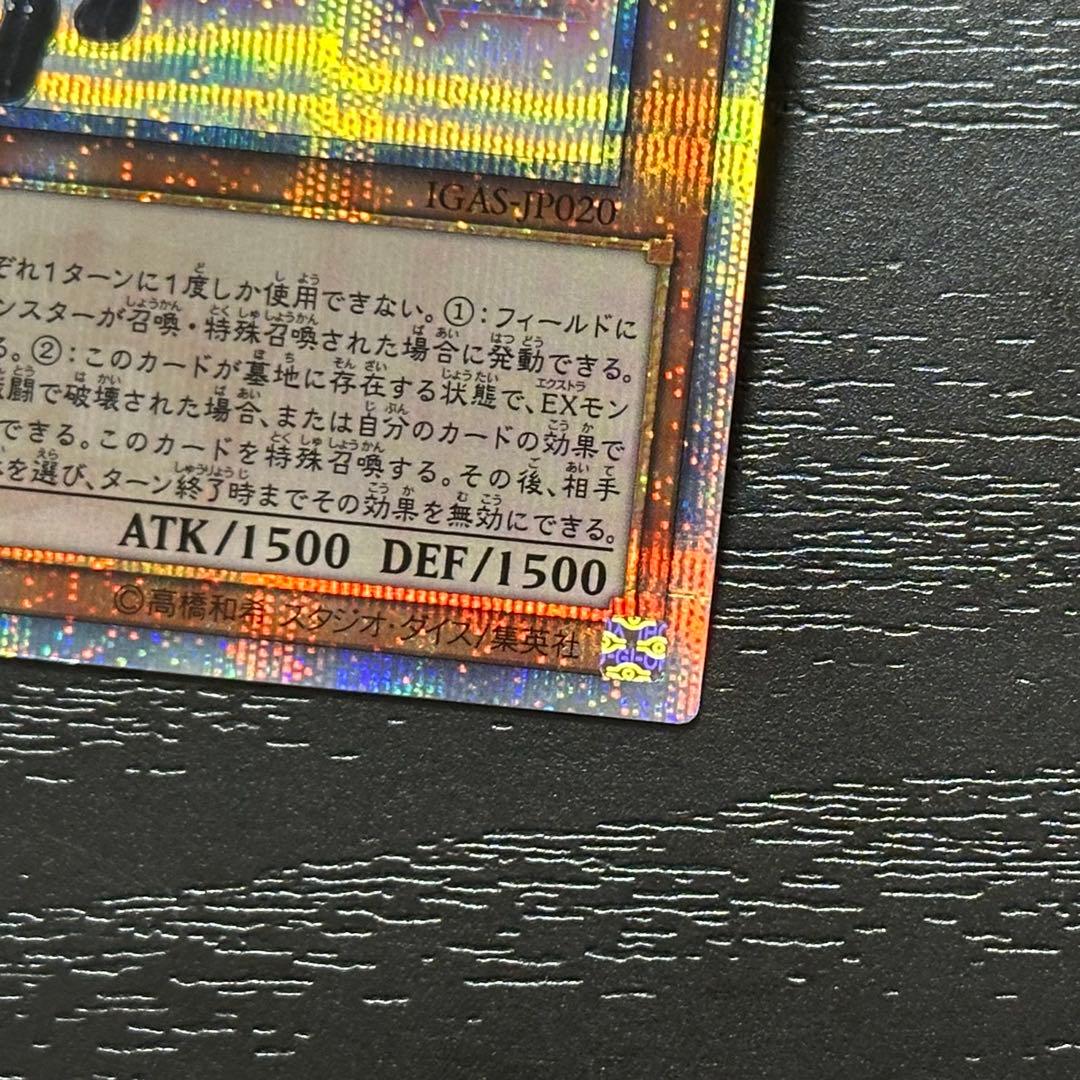 IGAS-JP020
ぞれ1ターンに1度しか使用できない。①:フィールドに
ンスターが召喚・特殊召喚された場合に発動できる。
る。②:このカードが墓地に存在する状態で、EXモン
闘で破壊された場合、または自分のカードの効果で
できる。このカードを特殊召喚する。その後、相手
を選び、ターン終了時までその効果を無効にできる。
ATK/1500 DEF/1500
©高橋和希 スタジオ・ダイス/集英社